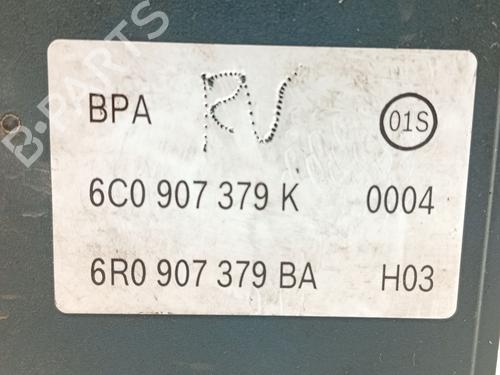 BPA RV 01S
6C0 907 379 K 0004
6R0 907 379 BA H03
B-PARTS